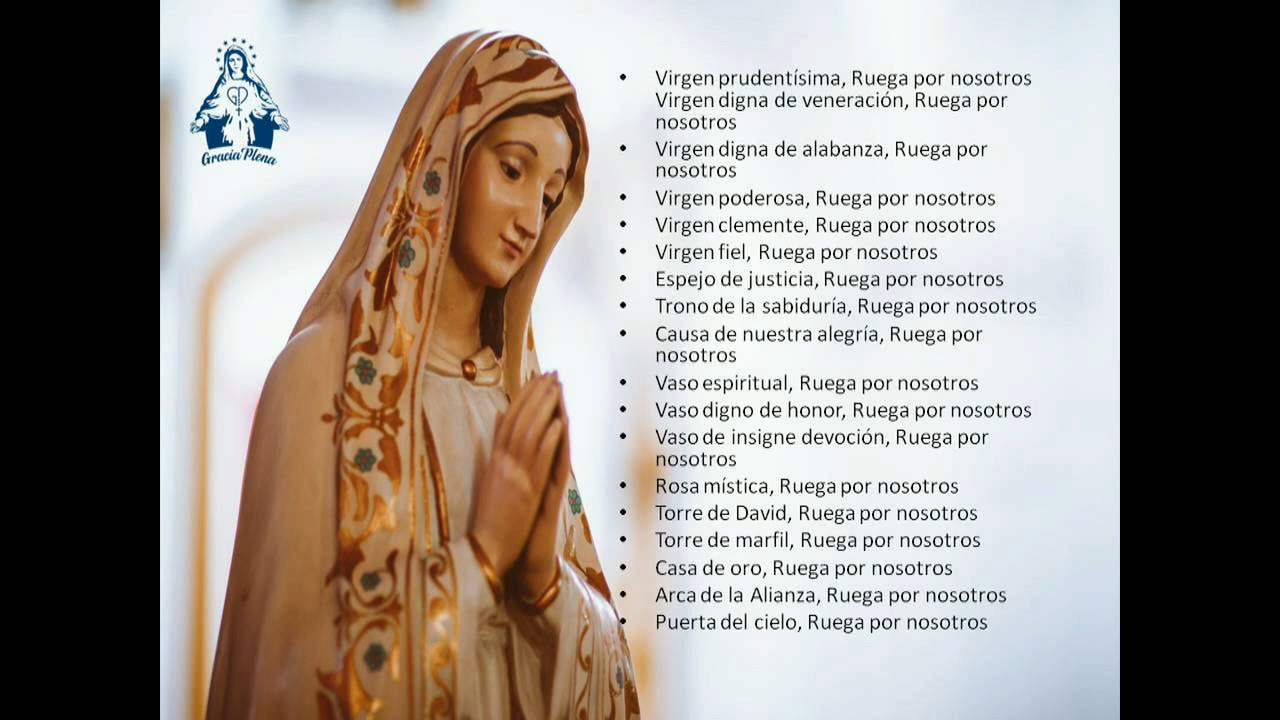 Gracia Plena
• Virgen prudentísima, Ruega por nosotros
Virgen digna de veneración, Ruega por
nosotros
• Virgen digna de alabanza, Ruega por
nosotros
• Virgen poderosa, Ruega por nosotros
• Virgen clemente, Ruega por nosotros
• Virgen fiel, Ruega por nosotros
• Espejo de justicia, Ruega por nosotros
• Trono de la sabiduría, Ruega por nosotros
• Causa de nuestra alegría, Ruega por
nosotros
• Vaso espiritual, Ruega por nosotros
• Vaso digno de honor, Ruega por nosotros
• Vaso de insigne devoción, Ruega por
nosotros
• Rosa mística, Ruega por nosotros
• Torre de David, Ruega por nosotros
• Torre de marfil, Ruega por nosotros
• Casa de oro, Ruega por nosotros
• Arca de la Alianza, Ruega por nosotros
• Puerta del cielo, Ruega por nosotros